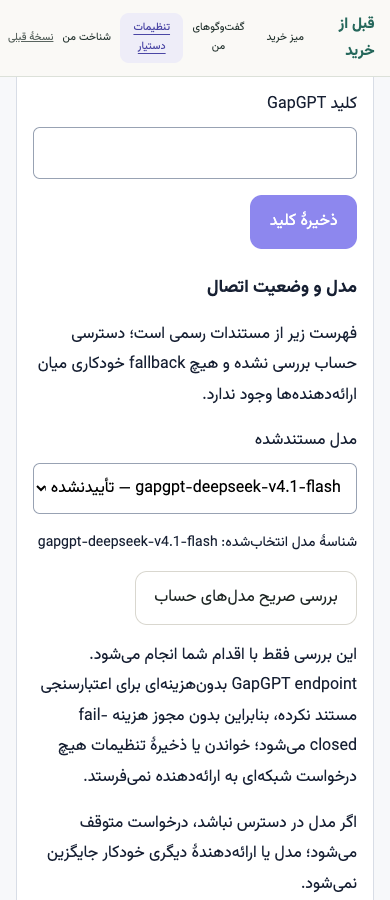 قبل از
خرید
میز خرید
گفت‌وگوهای
من
تنظیمات
دستیار
شناخت من
نسخهٔ قبلی
کلید GapGPT
ذخیرهٔ کلید
مدل و وضعیت اتصال
فهرست زیر از مستندات رسمی است؛ دسترسی
حساب بررسی نشده و هیچ fallback خودکاری میان
ارائه‌دهنده‌ها وجود ندارد.
مدل مستندشده
gapgpt-deepseek-v4.1-flash — تأییدنشده
شناسهٔ مدل انتخاب‌شده: gapgpt-deepseek-v4.1-flash
بررسی صریح مدل‌های حساب
این بررسی فقط با اقدام شما انجام می‌شود.
GapGPT endpoint بدون‌هزینه‌ای برای اعتبارسنجی
مستند نکرده، بنابراین بدون مجوز هزینه fail-
closed می‌شود؛ خواندن یا ذخیرهٔ تنظیمات هیچ
درخواست شبکه‌ای به ارائه‌دهنده نمی‌فرستد.
اگر مدل در دسترس نباشد، درخواست متوقف
می‌شود؛ مدل یا ارائه‌دهندهٔ دیگری خودکار جایگزین
نمی‌شود.